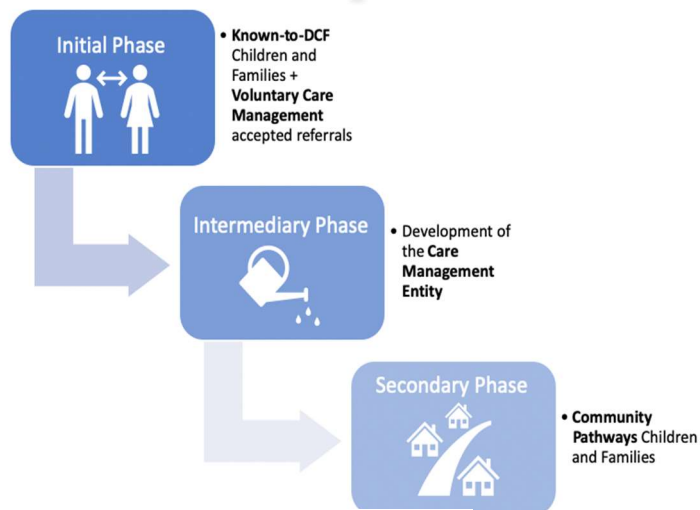 Initial Phase
• Known-to-DCF
Children and
Families +
Voluntary Care
Management
accepted referrals
Intermediary Phase
• Development of
the Care
Management
Entity
Secondary Phase
• Community
Pathways Children
and Families